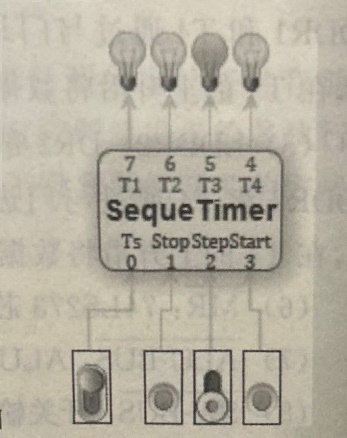 7 6 5 4
T1 T2 T3 T4
SequeTimer
Ts Stop Step Start
0 1 2 3